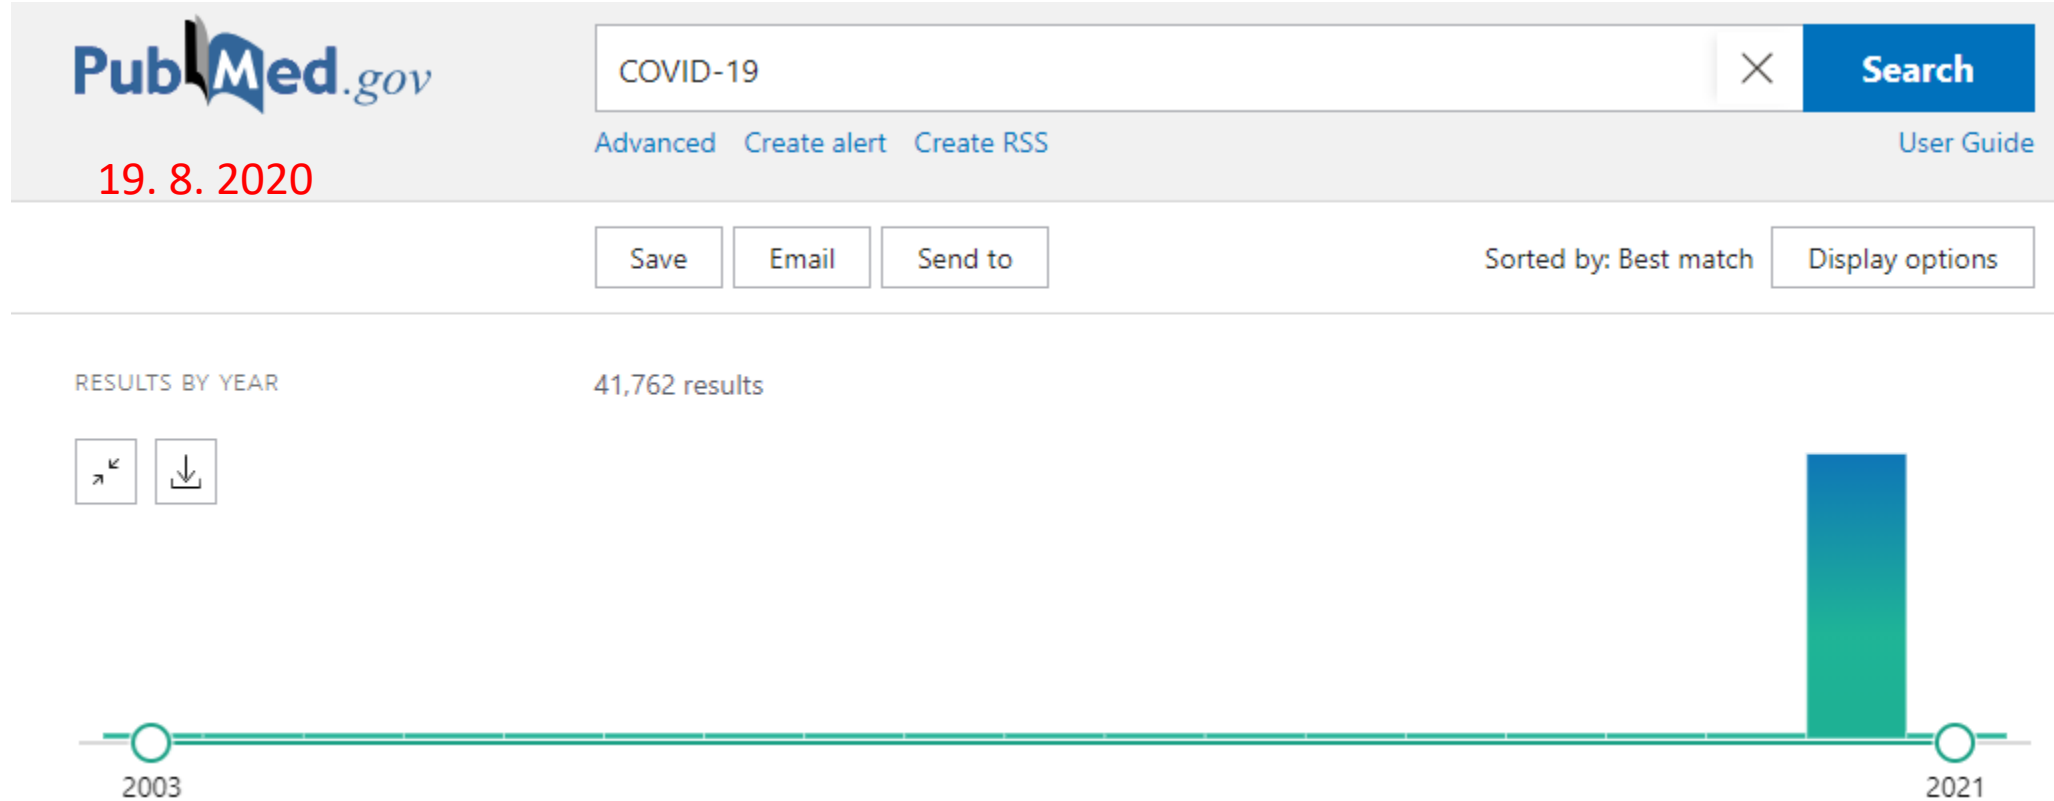 PubMed.gov
COVID-19
Search
Advanced Create alert Create RSS
User Guide
19. 8. 2020
Save Email Send to
Sorted by: Best match Display options
RESULTS BY YEAR
41,762 results
2003
2021